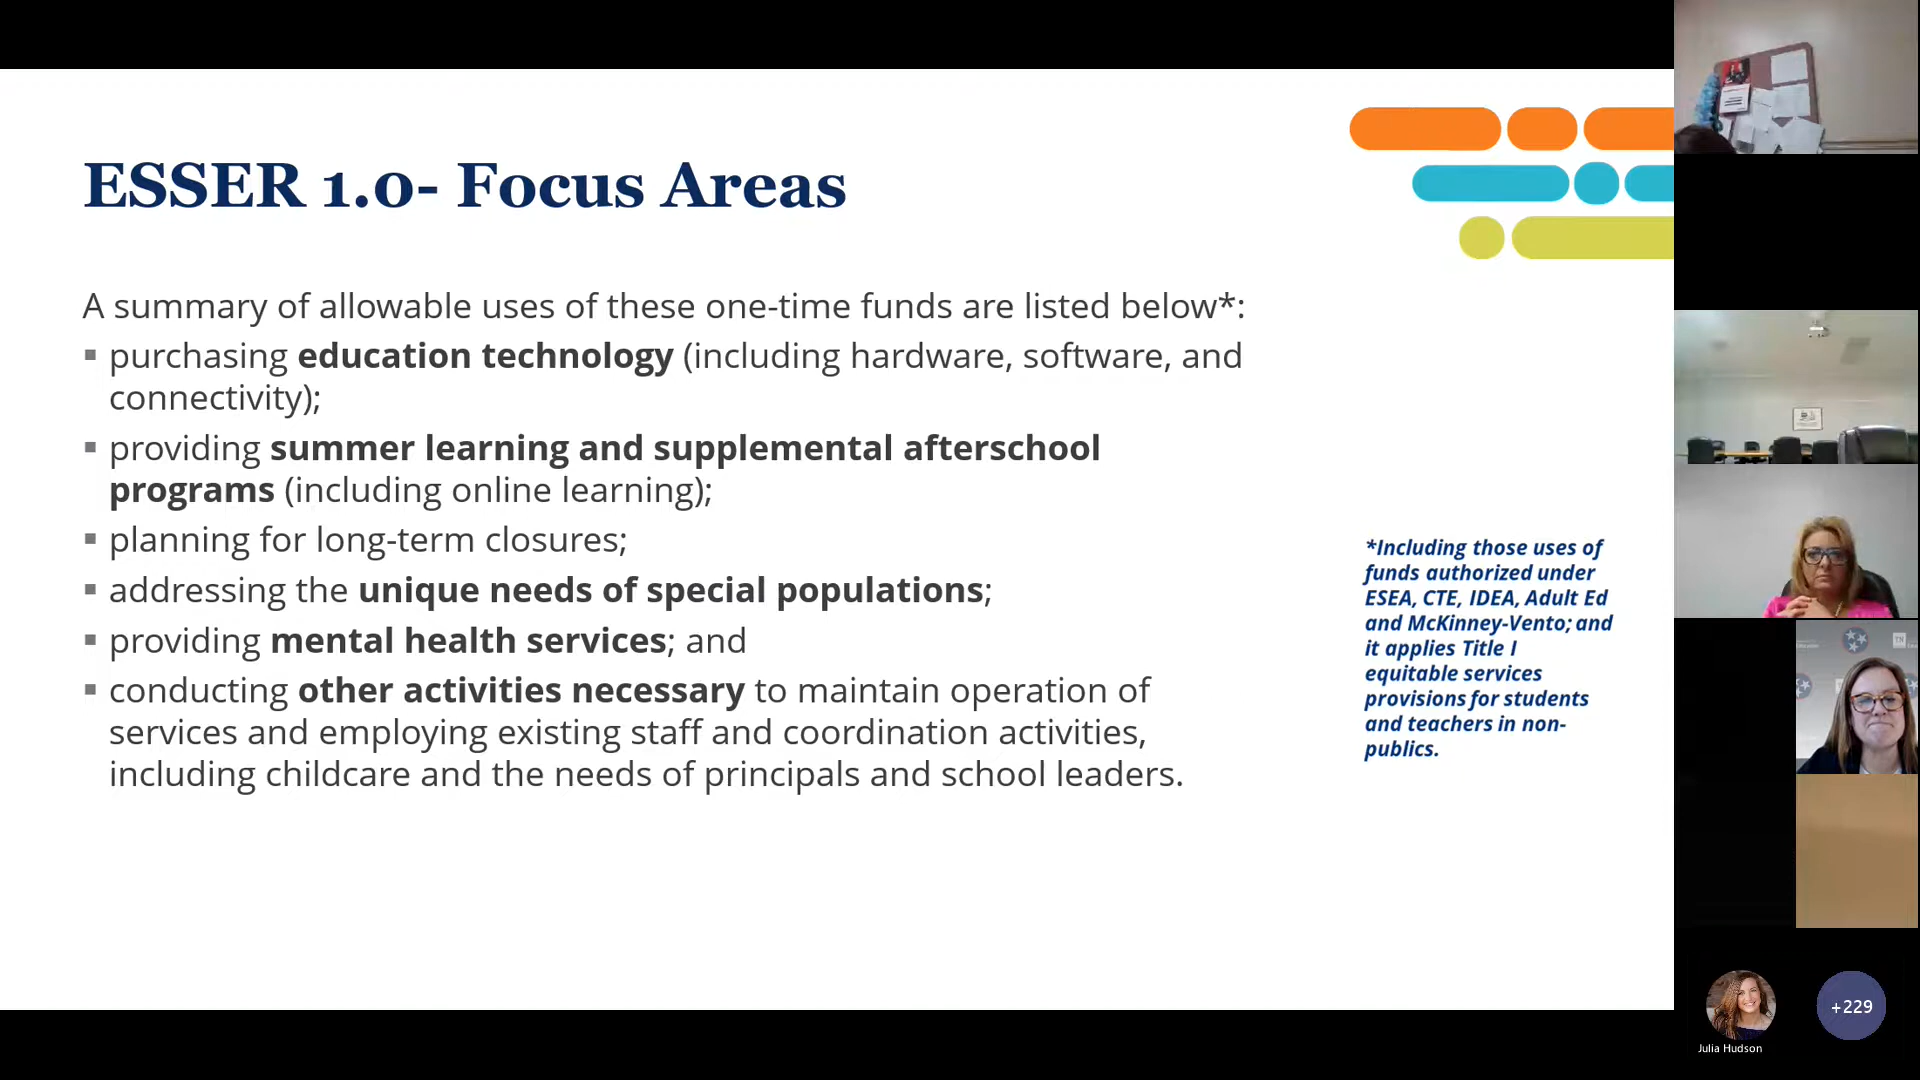 ESSER 1.0- Focus Areas
A summary of allowable uses of these one-time funds are listed below*:
▪ purchasing education technology (including hardware, software, and
connectivity);
▪ providing summer learning and supplemental afterschool
programs (including online learning);
▪ planning for long-term closures;
▪ addressing the unique needs of special populations;
▪ providing mental health services; and
▪ conducting other activities necessary to maintain operation of
services and employing existing staff and coordination activities,
including childcare and the needs of principals and school leaders.
*Including those uses of
funds authorized under
ESEA, CTE, IDEA, Adult Ed
and McKinney-Vento; and
it applies Title I
equitable services
provisions for students
and teachers in non-
publics.
TN
+229
Julia Hudson